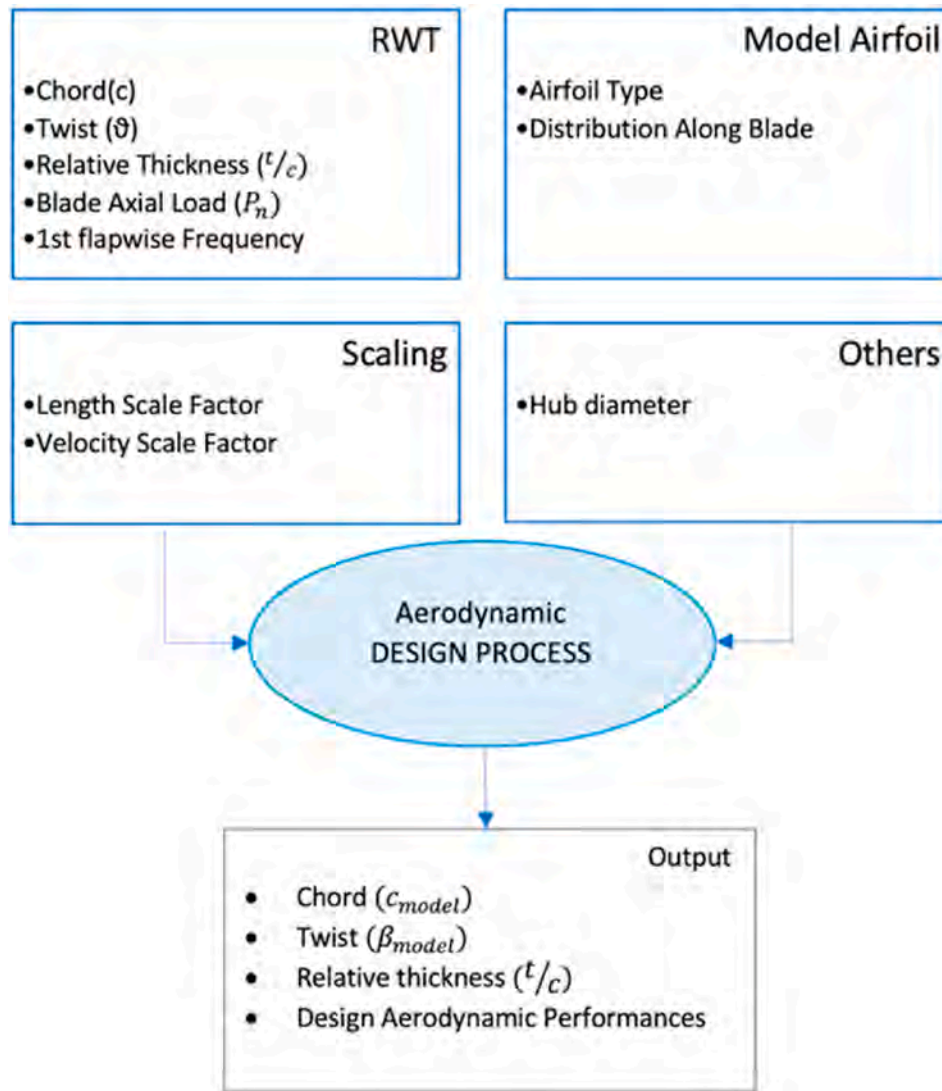 RWT
•Chord(c)
•Twist (ϑ)
•Relative Thickness (t/c)
•Blade Axial Load (Pₙ)
•1st flapwise Frequency
Model Airfoil
•Airfoil Type
•Distribution Along Blade
Scaling
•Length Scale Factor
•Velocity Scale Factor
Others
•Hub diameter
Aerodynamic
DESIGN PROCESS
Output
• Chord (c_model)
• Twist (β_model)
• Relative thickness (t/c)
• Design Aerodynamic Performances